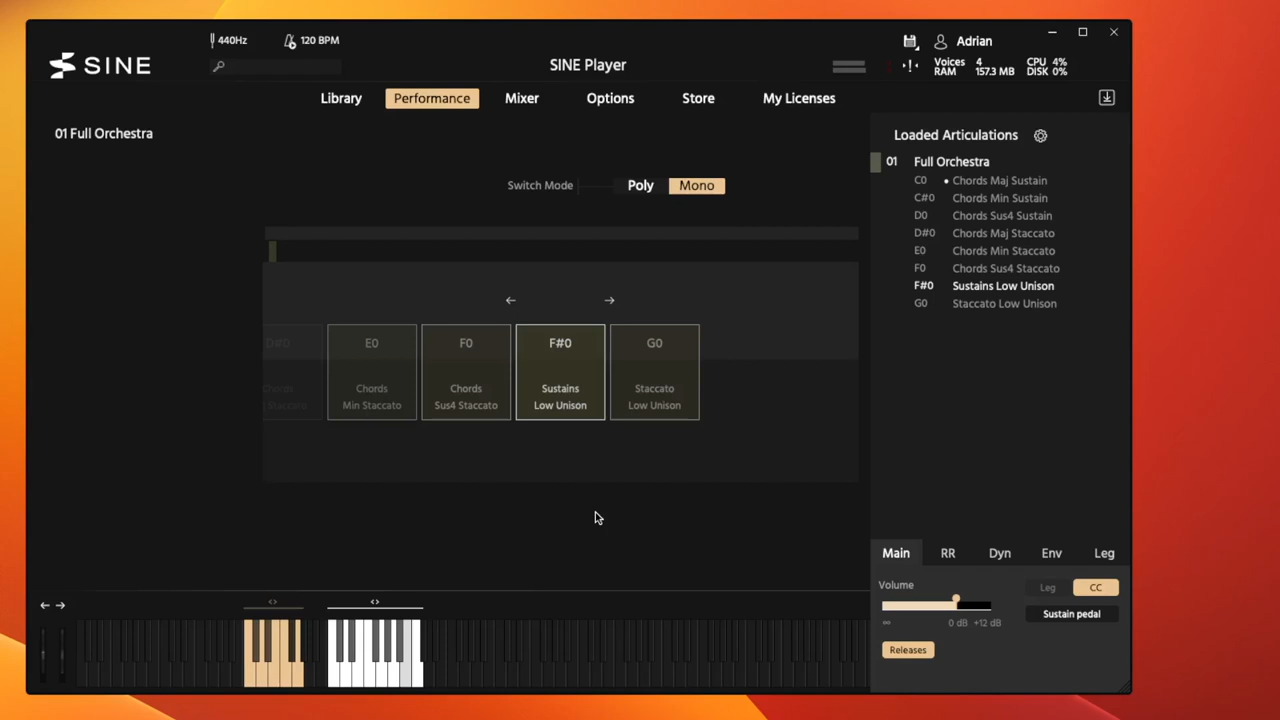 440Hz
120 BPM
SINE
SINE Player
Adrian
Voices 4
RAM 157.3 MB
CPU 4%
DISK 0%
Library
Performance
Mixer
Options
Store
My Licenses
01 Full Orchestra
Switch Mode
Poly
Mono
D#0
Chords
Staccato
E0
Chords
Min Staccato
F0
Chords
Sus4 Staccato
F#0
Sustains
Low Unison
G0
Staccato
Low Unison
Loaded Articulations
01 Full Orchestra
C0 Chords Maj Sustain
C#0 Chords Min Sustain
D0 Chords Sus4 Sustain
D#0 Chords Maj Staccato
E0 Chords Min Staccato
F0 Chords Sus4 Staccato
F#0 Sustains Low Unison
G0 Staccato Low Unison
Main
RR
Dyn
Env
Leg
Volume
Leg
CC
∞ 0 dB +12 dB
Sustain pedal
Releases